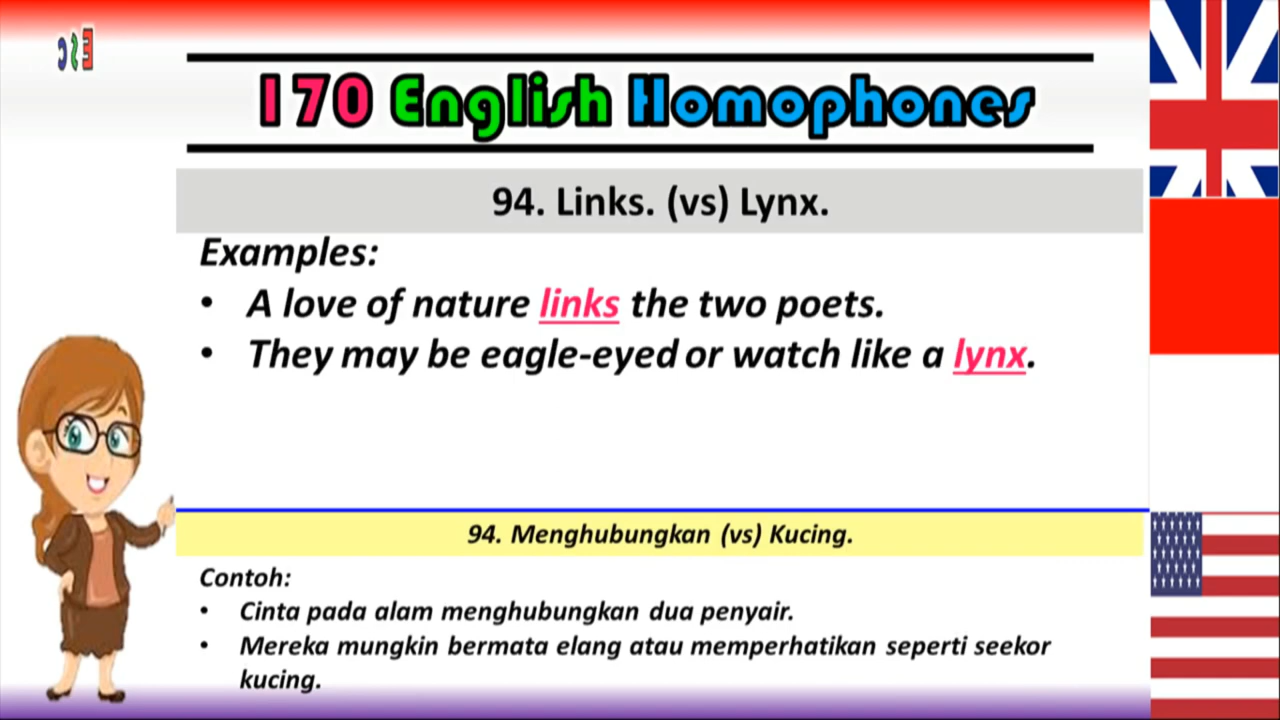 Esc
170 English Homophones
94. Links. (vs) Lynx.
Examples:
• A love of nature links the two poets.
• They may be eagle-eyed or watch like a lynx.
94. Menghubungkan (vs) Kucing.
Contoh:
• Cinta pada alam menghubungkan dua penyair.
• Mereka mungkin bermata elang atau memperhatikan seperti seekor
kucing.